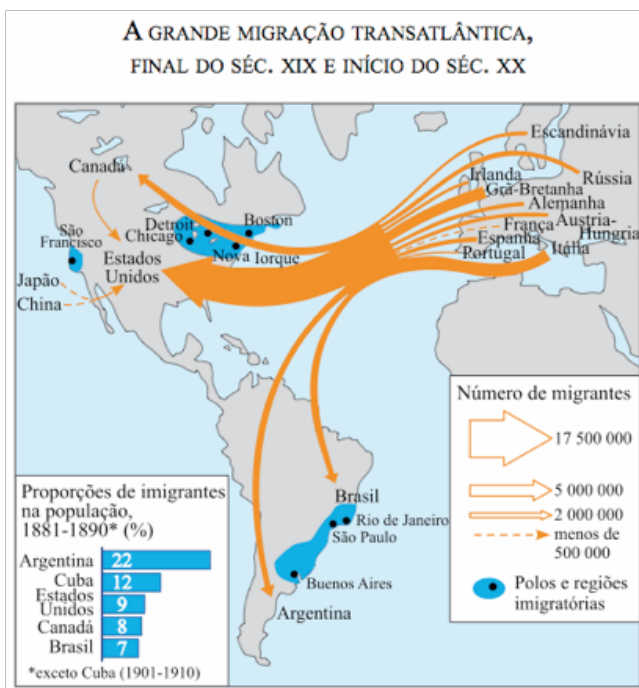 A GRANDE MIGRAÇÃO TRANSATLÂNTICA,
FINAL DO SÉC. XIX E INÍCIO DO SÉC. XX
Escandinávia
Canadá
Irlanda
Rússia
Grã-Bretanha
Alemanha
Detroit
Boston
Áustria-
Hungria
França
São
Francisco
Chicago
Espanha
Nova Iorque
Portugal
Itália
Estados
Unidos
Japão
China
Número de migrantes
17 500 000
5 000 000
2 000 000
menos de
500 000
Polos e regiões
imigratórias
Brasil
Rio de Janeiro
São Paulo
Buenos Aires
Argentina
Proporções de imigrantes
na população,
1881-1890* (%)
Argentina 22
Cuba 12
Estados
Unidos 9
Canadá 8
Brasil 7
*exceto Cuba (1901-1910)